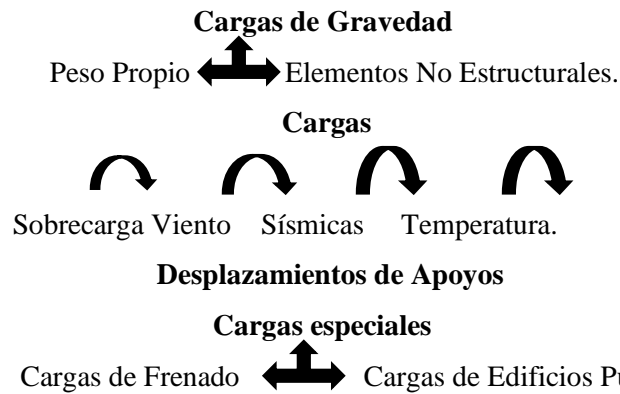 Cargas de Gravedad
Peso Propio Elementos No Estructurales.
Cargas
Sobrecarga Viento Sísmicas Temperatura.
Desplazamientos de Apoyos
Cargas especiales
Cargas de Frenado Cargas de Edificios